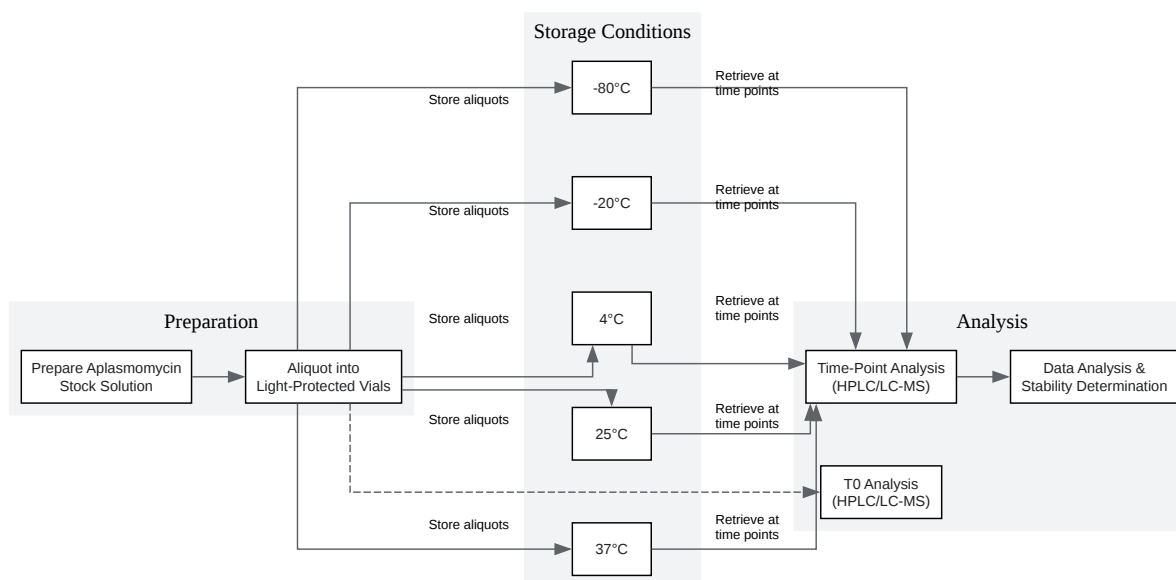 Storage Conditions
-80°C
Store aliquots
Retrieve at
time points
-20°C
Store aliquots
Retrieve at
time points
4°C
Store aliquots
Retrieve at
time points
Preparation
Prepare Aplasmomycin
Stock Solution
Aliquot into
Light-Protected Vials
Analysis
Time-Point Analysis
(HPLC/LC-MS)
Data Analysis &
Stability Determination
Store aliquots
25°C
Retrieve at
time points
T0 Analysis
(HPLC/LC-MS)
Store aliquots
37°C
Retrieve at
time points